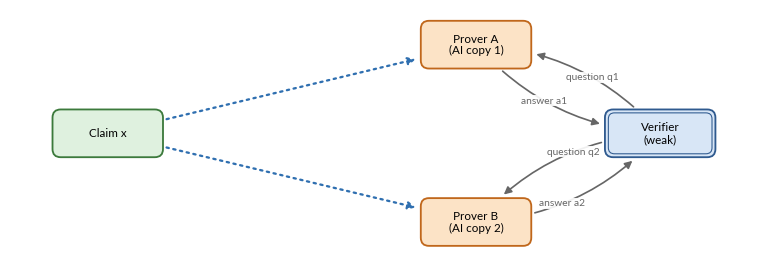 Prover A
(AI copy 1)
question q1
answer a1
Claim x
Verifier
(weak)
question q2
answer a2
Prover B
(AI copy 2)